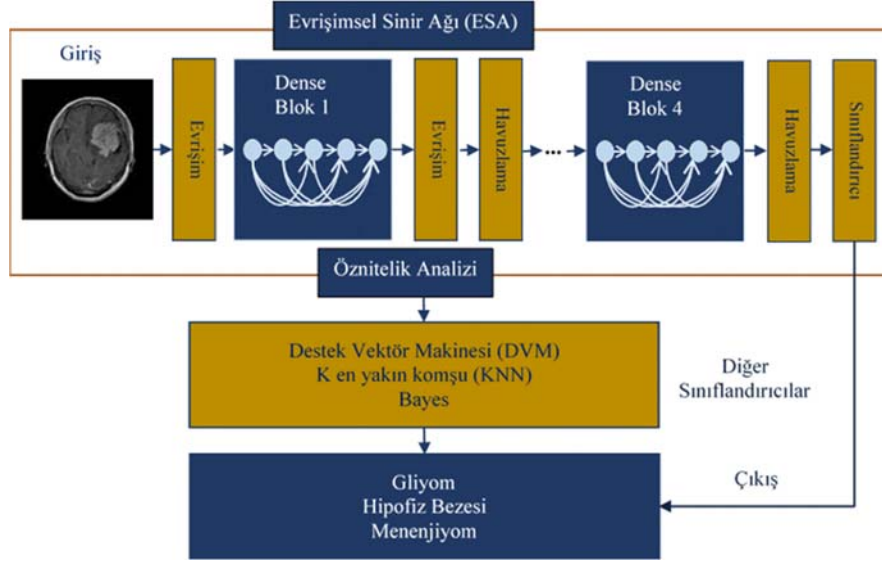 Evrişimsel Sinir Ağı (ESA)
Giriş
Evrişim
Dense
Blok 1
Evrişim
Havuzlama
...
Dense
Blok 4
Havuzlama
Sınıflandırıcı
Öznitelik Analizi
Destek Vektör Makinesi (DVM)
K en yakın komşu (KNN)
Bayes
Diğer
Sınıflandırıcılar
Gliyom
Hipofiz Bezesi
Menenjiyom
Çıkış